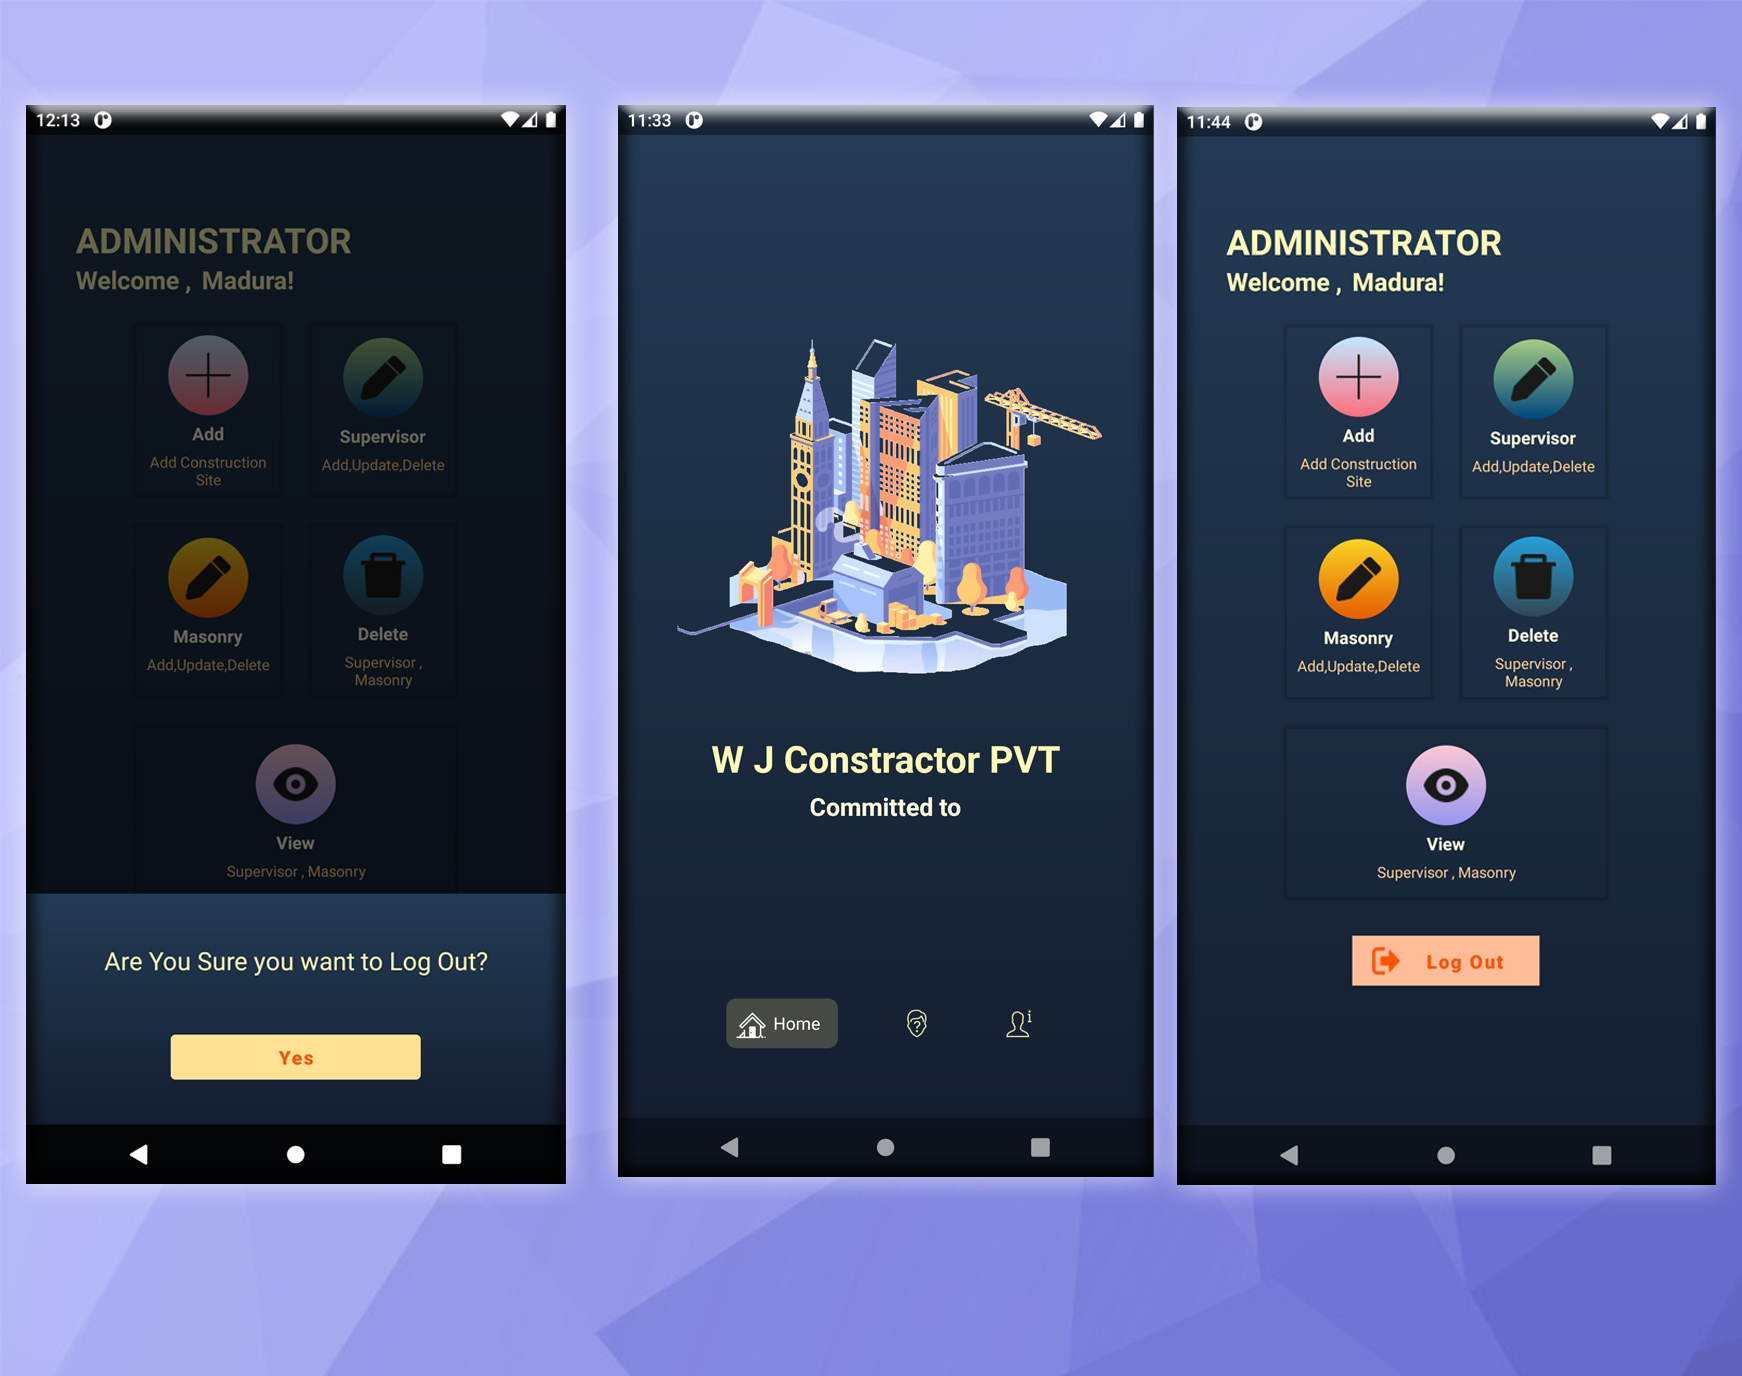 12:13
ADMINISTRATOR
Welcome , Madura!
Add
Add Construction
Site
Supervisor
Add,Update,Delete
Masonry
Add,Update,Delete
Delete
Supervisor ,
Masonry
View
Supervisor , Masonry
Are You Sure you want to Log Out?
Yes
11:33
W J Constractor PVT
Committed to
Home
11:44
ADMINISTRATOR
Welcome , Madura!
Add
Add Construction
Site
Supervisor
Add,Update,Delete
Masonry
Add,Update,Delete
Delete
Supervisor ,
Masonry
View
Supervisor , Masonry
Log Out